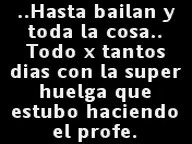 ..Hasta bailan y
toda la cosa..
Todo x tantos
dias con la super
huelga que
estubo haciendo
el profe.